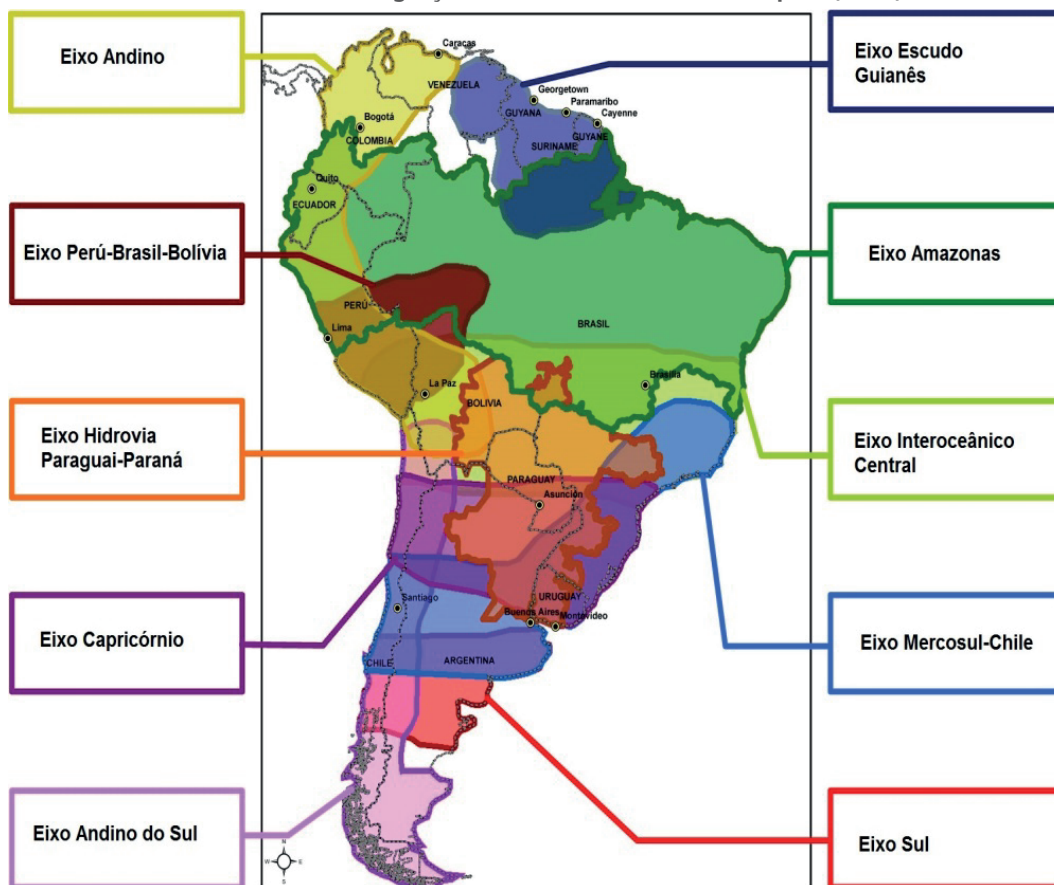 Eixo Andino
Eixo Escudo
Guianês
Eixo Perú-Brasil-Bolívia
Eixo Amazonas
Eixo Hidrovia
Paraguai-Paraná
Eixo Interoceânico
Central
Eixo Capricórnio
Eixo Mercosul-Chile
Eixo Andino do Sul
Eixo Sul
Caracas
VENEZUELA
Georgetown
Paramaribo
GUYANA
Cayenne
Bogotá
COLOMBIA
GUYANE
SURINAME
Quito
ECUADOR
PERÚ
Lima
BRASIL
La Paz
Brasília
BOLIVIA
PARAGUAY
Asunción
Santiago
URUGUAY
Buenos Aires
Montevideo
CHILE
ARGENTINA
N
W
E
S